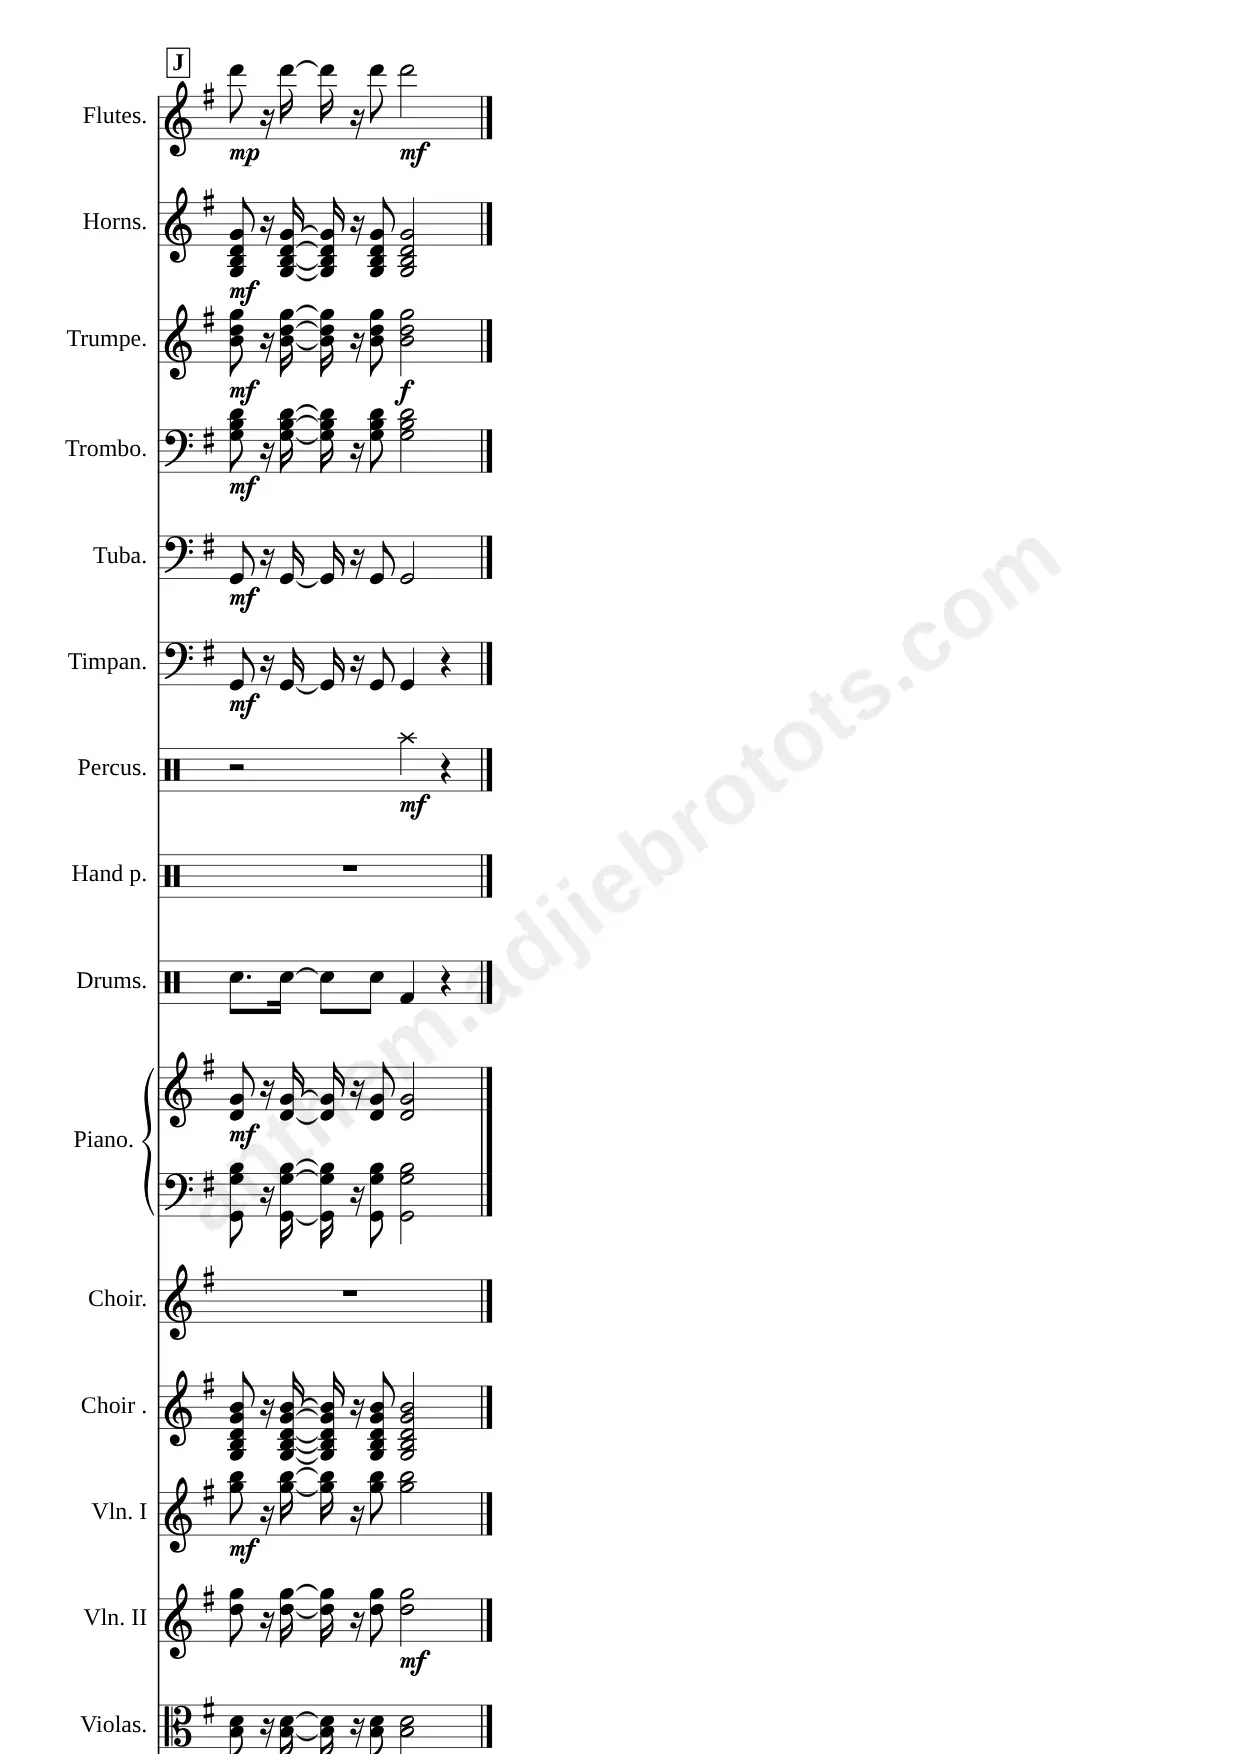 J
Flutes.
mp mf
Horns.
mf
Trumpe.
mf f
Trombo.
mf
Tuba.
mf
Timpan.
mf
Percus.
mf
Hand p.
Drums.
Piano.
mf
Choir.
Choir .
Vln. I
mf
Vln. II
mf
Violas.
anthem.adjiebrotots.com